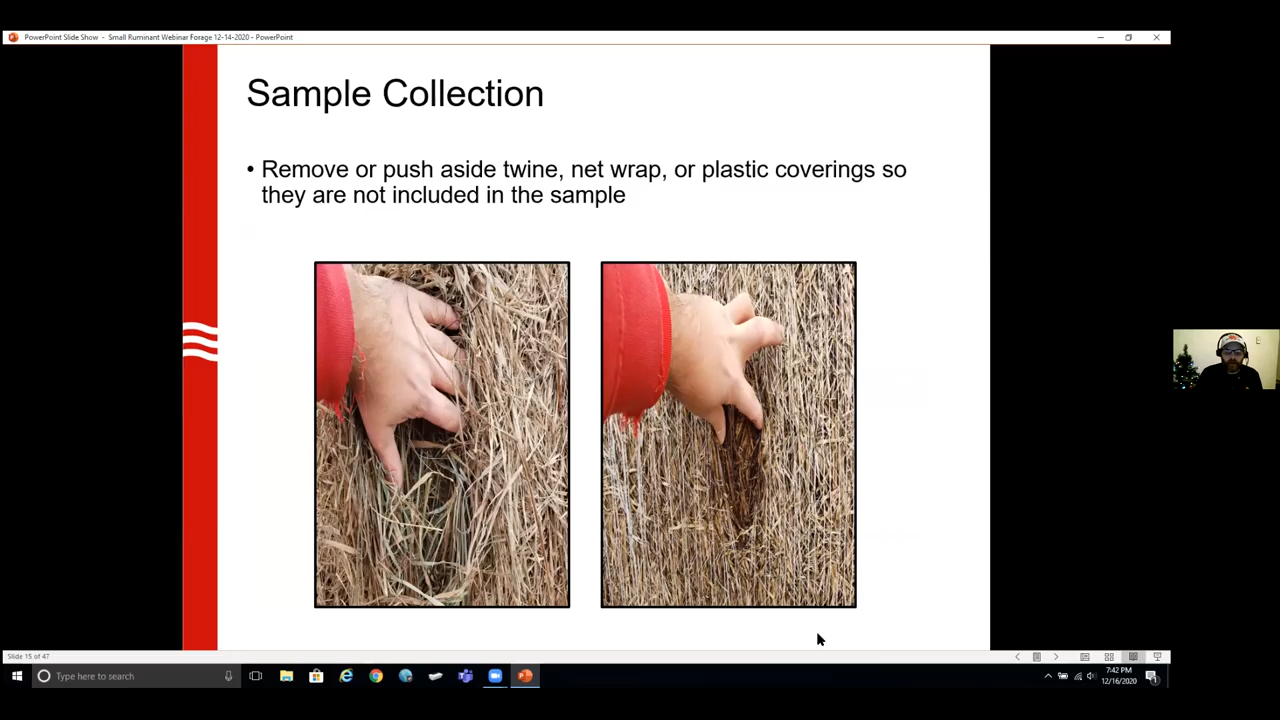 PowerPoint Slide Show - Small Ruminant Webinar Forage 12-14-2020 - PowerPoint
Sample Collection
• Remove or push aside twine, net wrap, or plastic coverings so
they are not included in the sample
Slide 15 of 47
Type here to search
7:42 PM
12/16/2020